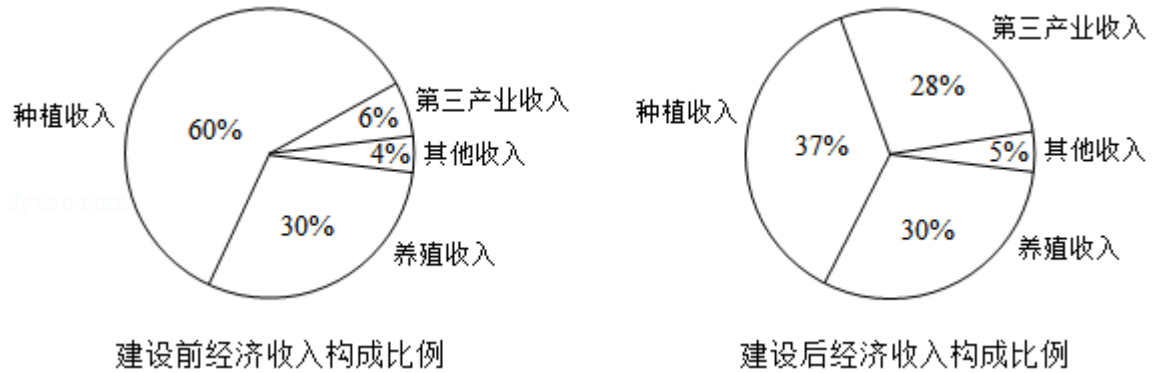 种植收入
60%
第三产业收入
6%
4%
其他收入
30%
养殖收入
建设前经济收入构成比例
第三产业收入
28%
种植收入
37%
5%
其他收入
30%
养殖收入
建设后经济收入构成比例